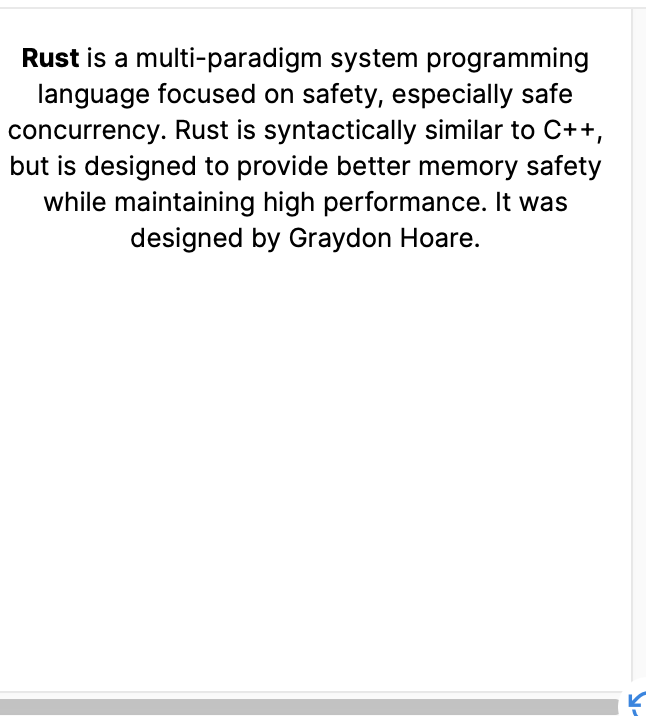 Rust is a multi-paradigm system programming
language focused on safety, especially safe
concurrency. Rust is syntactically similar to C++,
but is designed to provide better memory safety
while maintaining high performance. It was
designed by Graydon Hoare.